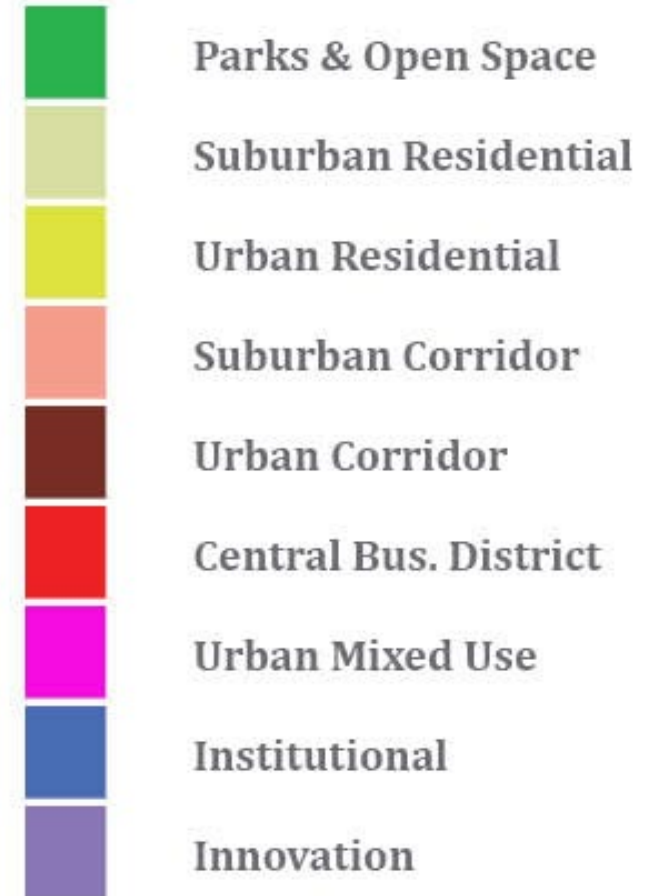 Parks & Open Space
Suburban Residential
Urban Residential
Suburban Corridor
Urban Corridor
Central Bus. District
Urban Mixed Use
Institutional
Innovation